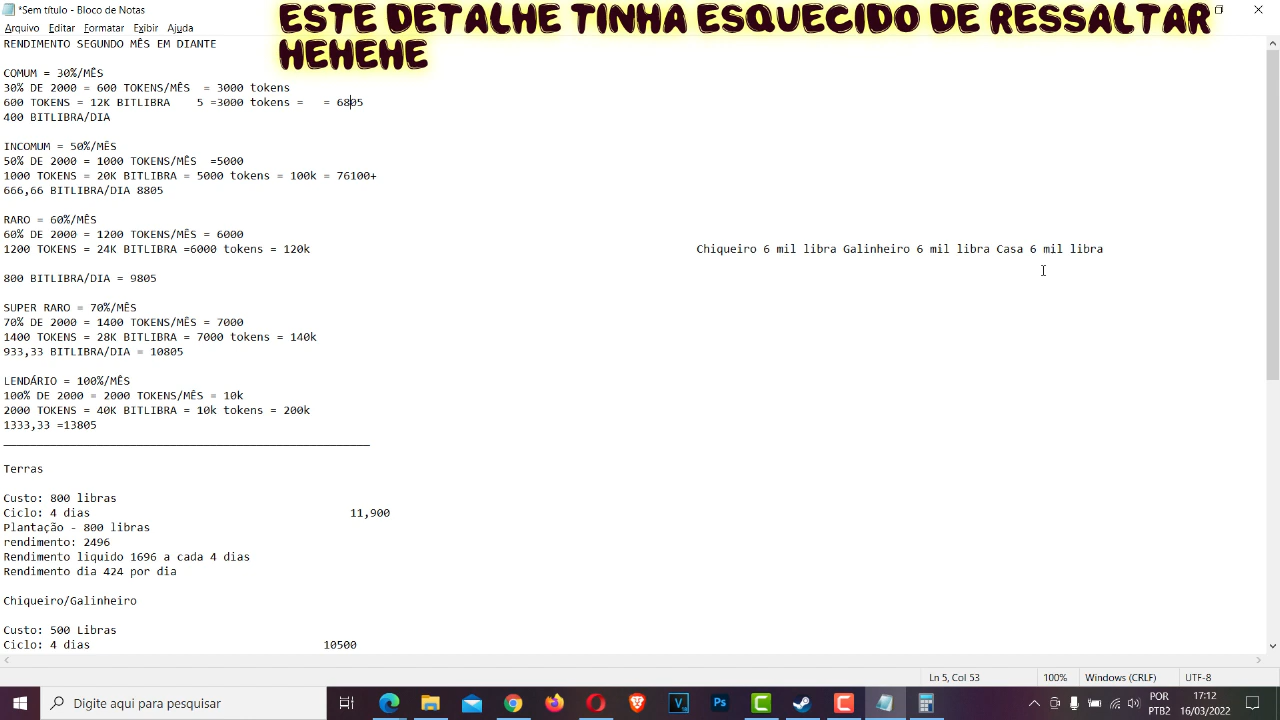 *Sem título - Bloco de Notas
ESTE DETALHE TINHA ESQUECIDO DE RESSALTAR
HEHEHE
Arquivo Editar Formatar Exibir Ajuda
RENDIMENTO SEGUNDO MÊS EM DIANTE
COMUM = 30%/MÊS
30% DE 2000 = 600 TOKENS/MÊS = 3000 tokens
600 TOKENS = 12K BITLIBRA 5 =3000 tokens = = 6805
400 BITLIBRA/DIA
INCOMUM = 50%/MÊS
50% DE 2000 = 1000 TOKENS/MÊS =5000
1000 TOKENS = 20K BITLIBRA = 5000 tokens = 100k = 76100+
666,66 BITLIBRA/DIA 8805
RARO = 60%/MÊS
60% DE 2000 = 1200 TOKENS/MÊS = 6000
1200 TOKENS = 24K BITLIBRA =6000 tokens = 120k
Chiqueiro 6 mil libra Galinheiro 6 mil libra Casa 6 mil libra
800 BITLIBRA/DIA = 9805
SUPER RARO = 70%/MÊS
70% DE 2000 = 1400 TOKENS/MÊS = 7000
1400 TOKENS = 28K BITLIBRA = 7000 tokens = 140k
933,33 BITLIBRA/DIA = 10805
LENDÁRIO = 100%/MÊS
100% DE 2000 = 2000 TOKENS/MÊS = 10k
2000 TOKENS = 40K BITLIBRA = 10k tokens = 200k
1333,33 =13805
Terras
Custo: 800 libras
Ciclo: 4 dias 11,900
Plantação - 800 libras
rendimento: 2496
Rendimento liquido 1696 a cada 4 dias
Rendimento dia 424 por dia
Chiqueiro/Galinheiro
Custo: 500 Libras
Ciclo: 4 dias 10500
Ln 5, Col 53 100% Windows (CRLF) UTF-8
Digite aqui para pesquisar
V
Ps
POR
PTB2
17:12
16/03/2022